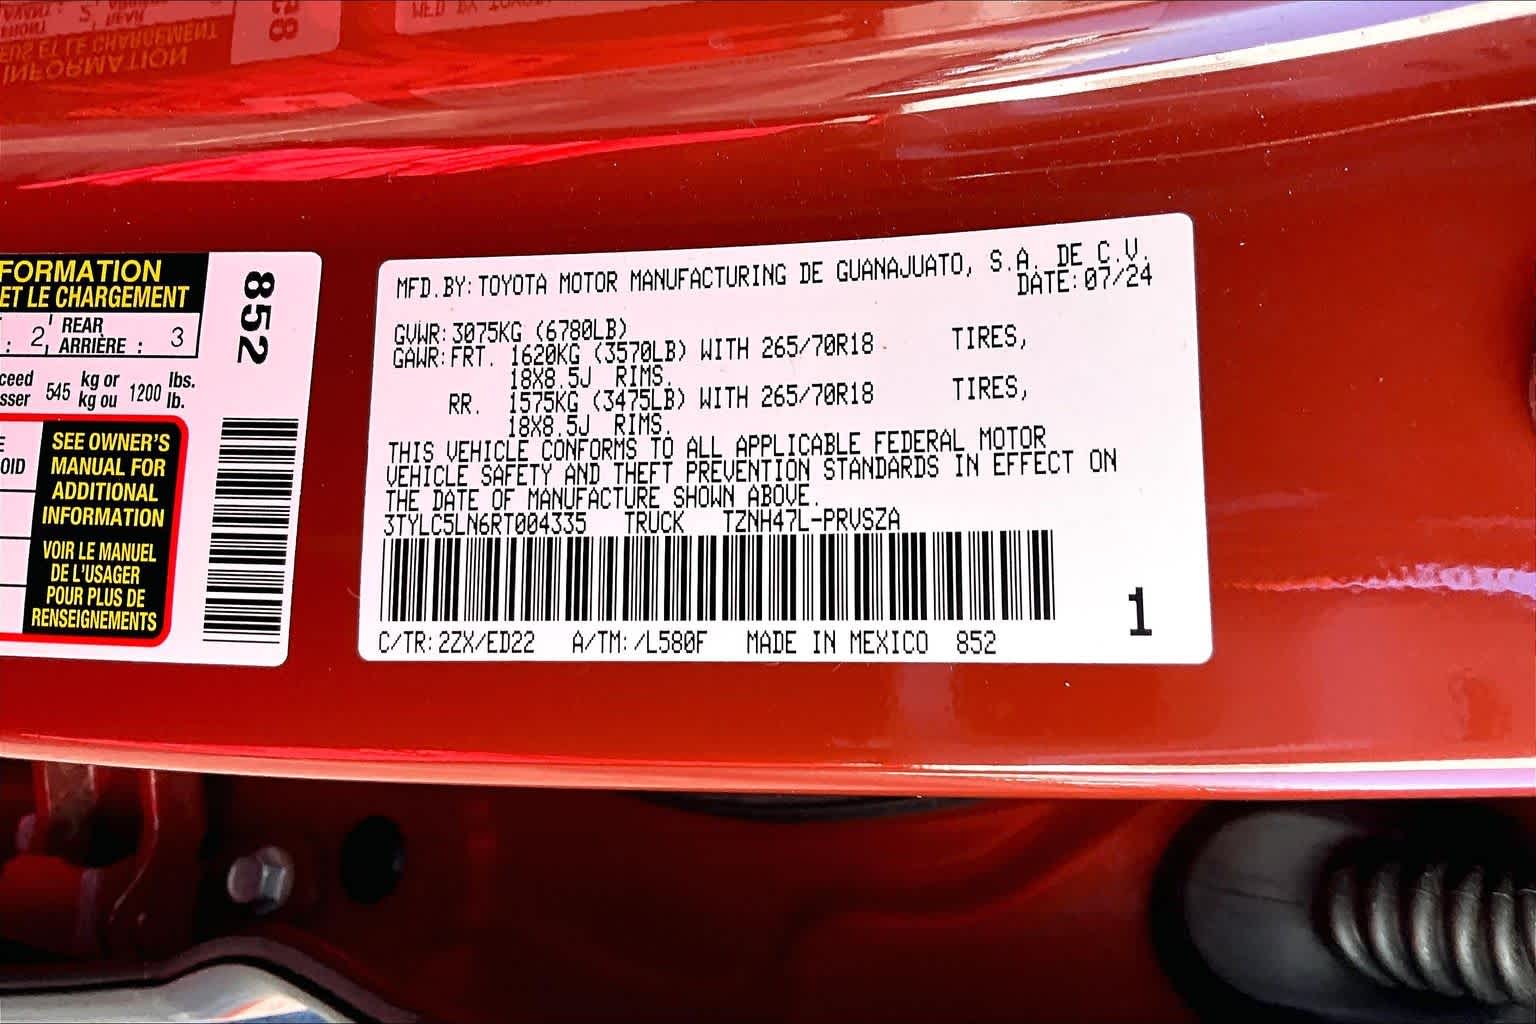 FORMATION
ET LE CHARGEMENT
: 2, REAR
ARRIÈRE : 3
ceed
sser 545 kg or
kg ou 1200 lbs.
lb.
E
OID
SEE OWNER'S
MANUAL FOR
ADDITIONAL
INFORMATION
VOIR LE MANUEL
DE L'USAGER
POUR PLUS DE
RENSEIGNEMENTS
852
MFD.BY:TOYOTA MOTOR MANUFACTURING DE GUANAJUATO, S.A. DE C.V.
DATE:07/24
GVWR:3075KG (6780LB)
GAWR:FRT. 1620KG (3570LB) WITH 265/70R18 TIRES,
18X8.5J RIMS.
RR. 1575KG (3475LB) WITH 265/70R18 TIRES,
18X8.5J RIMS.
THIS VEHICLE CONFORMS TO ALL APPLICABLE FEDERAL MOTOR
VEHICLE SAFETY AND THEFT PREVENTION STANDARDS IN EFFECT ON
THE DATE OF MANUFACTURE SHOWN ABOVE.
3TYLC5LN6RT004335 TRUCK TZNH47L-PRVSZA
C/TR:2ZX/ED22 A/TM:/L580F MADE IN MEXICO 852
1